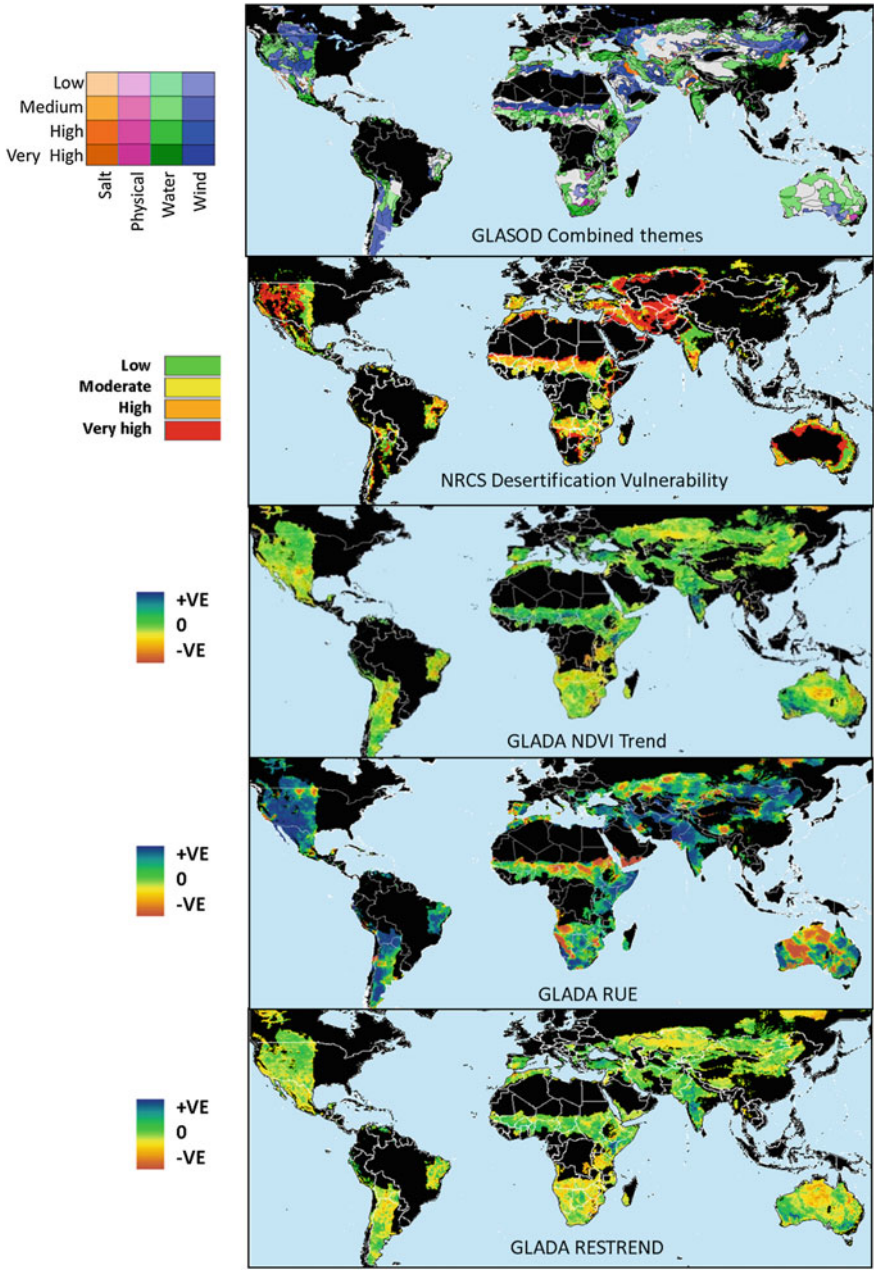 Low
Medium
High
Very High
Salt
Physical
Water
Wind
GLASOD Combined themes
Low
Moderate
High
Very high
NRCS Desertification Vulnerability
+VE
0
-VE
GLADA NDVI Trend
+VE
0
-VE
GLADA RUE
+VE
0
-VE
GLADA RESTREND